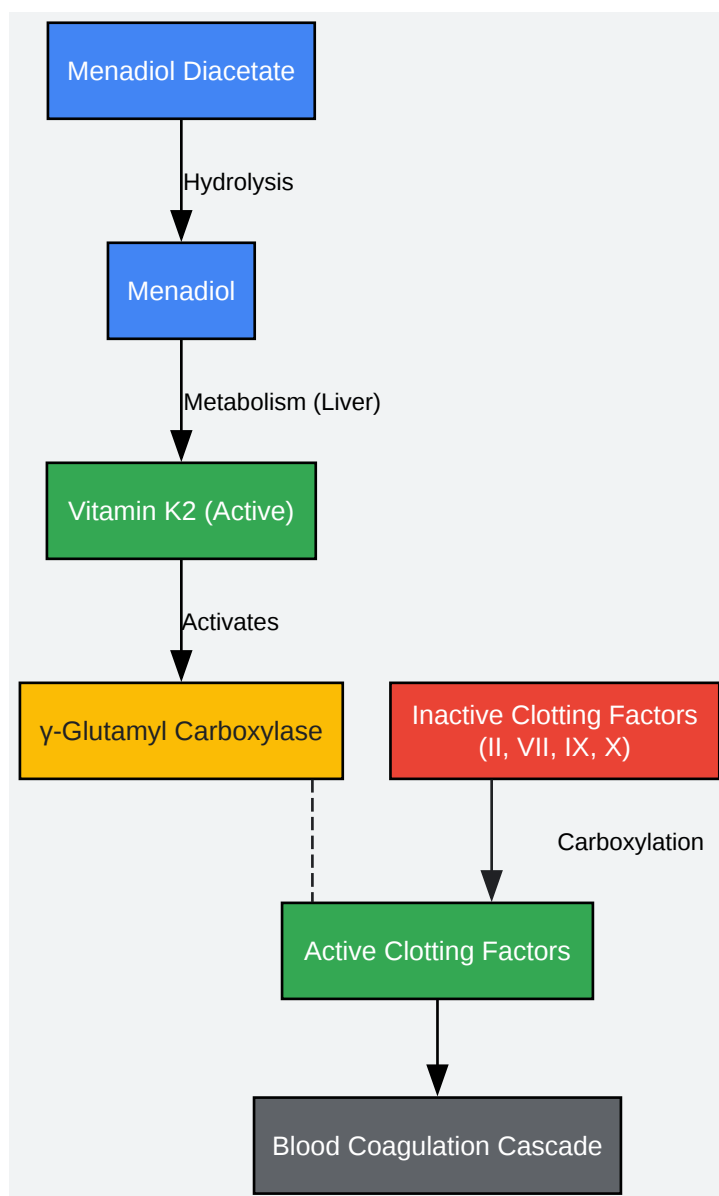 Menadiol Diacetate
Hydrolysis
Menadiol
Metabolism (Liver)
Vitamin K2 (Active)
Activates
γ-Glutamyl Carboxylase
Inactive Clotting Factors
(II, VII, IX, X)
Carboxylation
Active Clotting Factors
Blood Coagulation Cascade